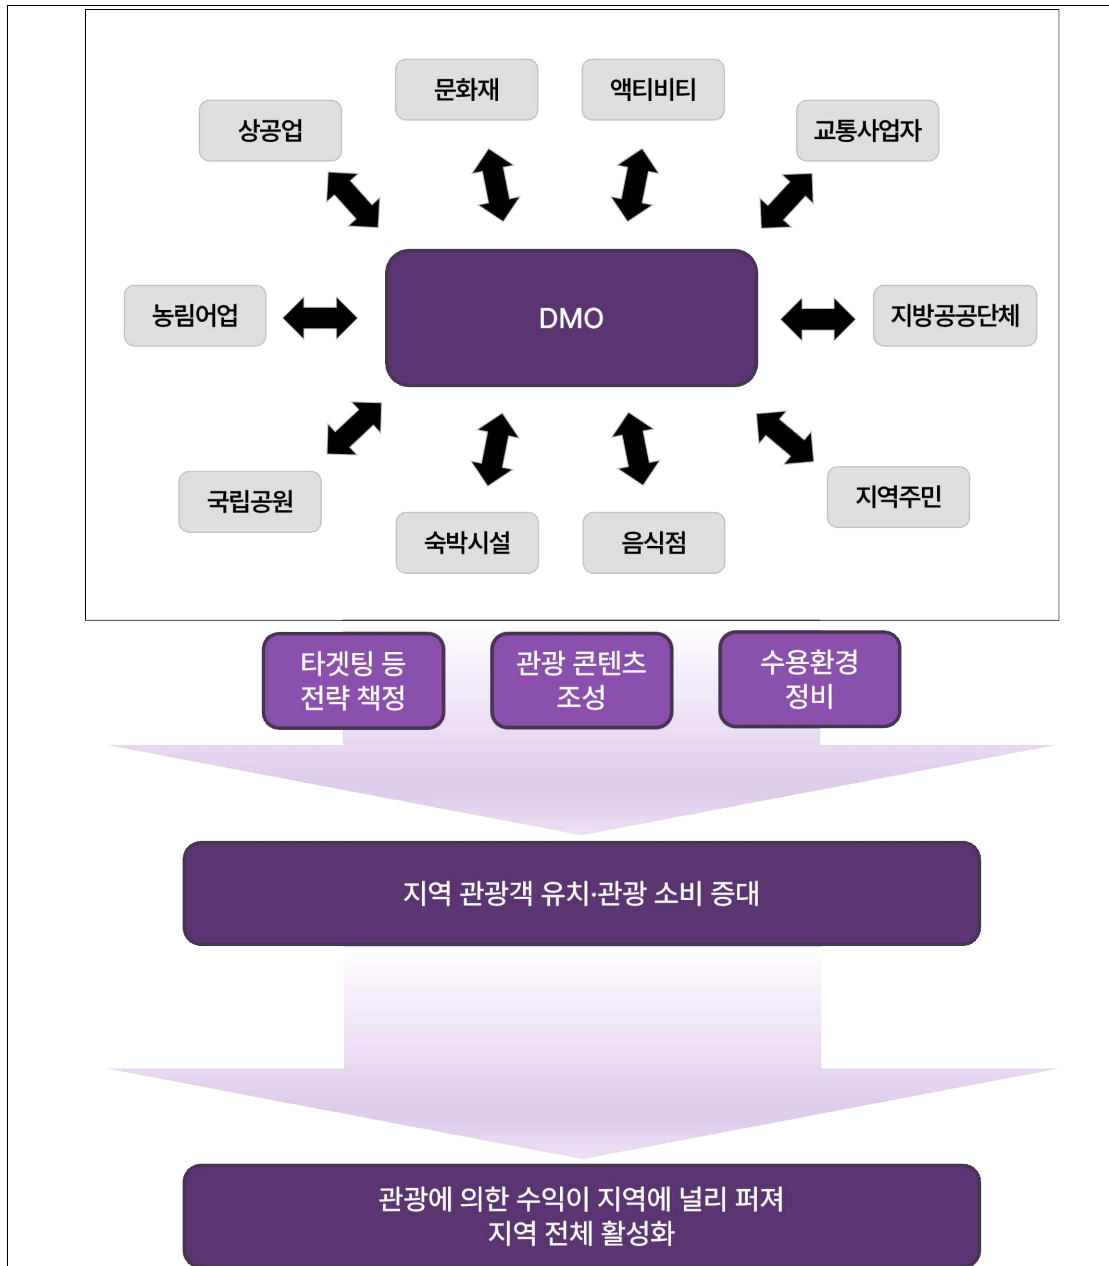 문화재
액티비티
상공업
교통사업자
농림어업
DMO
지방공공단체
국립공원
지역주민
숙박시설
음식점
타겟팅 등
전략 책정
관광 콘텐츠
조성
수용환경
정비
지역 관광객 유치·관광 소비 증대
관광에 의한 수익이 지역에 널리 퍼져
지역 전체 활성화